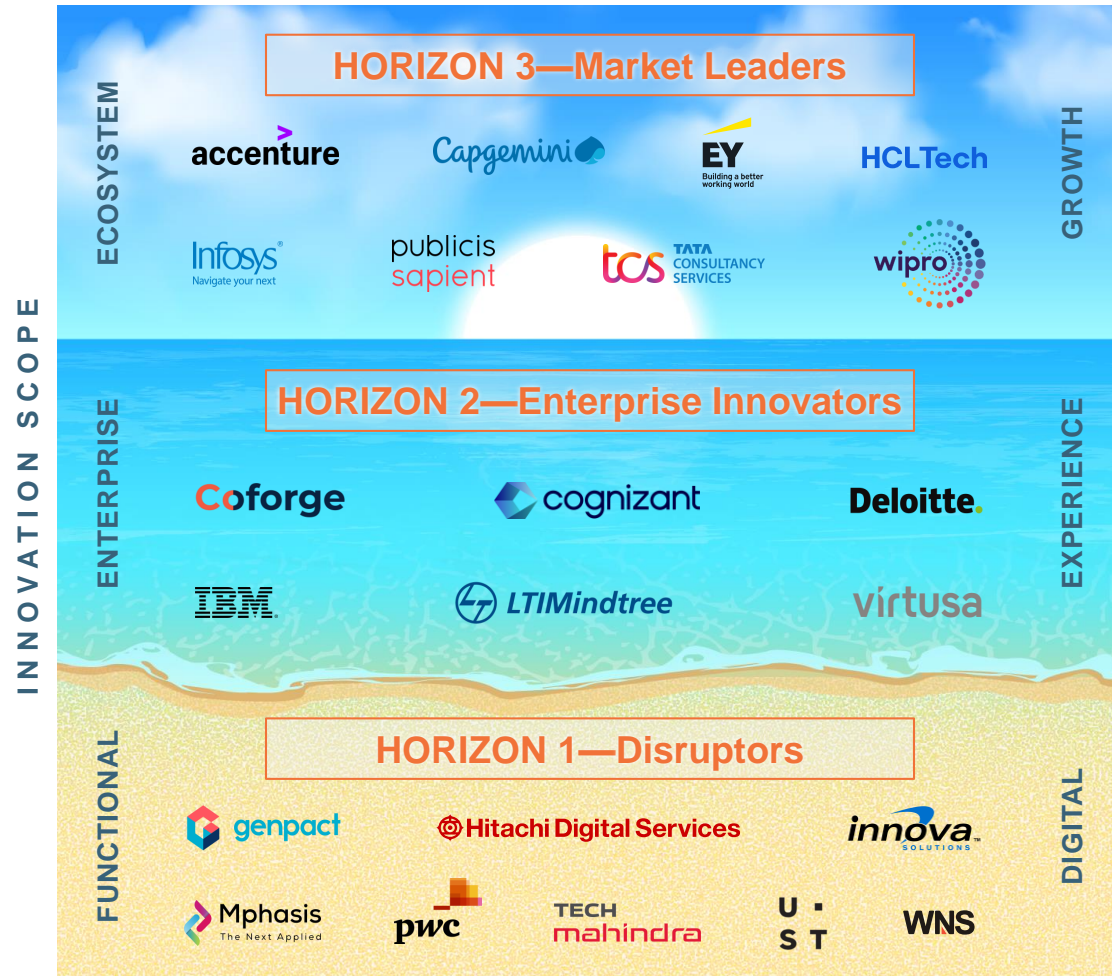 INNOVATION SCOPE
ECOSYSTEM
HORIZON 3—Market Leaders
GROWTH
accenture
Capgemini
EY
Building a better
working world
HCLTech
Infosys®
Navigate your next
publicis
sapient
tcs
TATA
CONSULTANCY
SERVICES
wipro
ENTERPRISE
HORIZON 2—Enterprise Innovators
EXPERIENCE
Coforge
cognizant
Deloitte.
IBM®
LTIMindtree
virtusa
FUNCTIONAL
HORIZON 1—Disruptors
DIGITAL
genpact
Hitachi Digital Services
innova™
SOLUTIONS
Mphasis
The Next Applied
pwc
TECH
mahindra
U·
ST
WNS